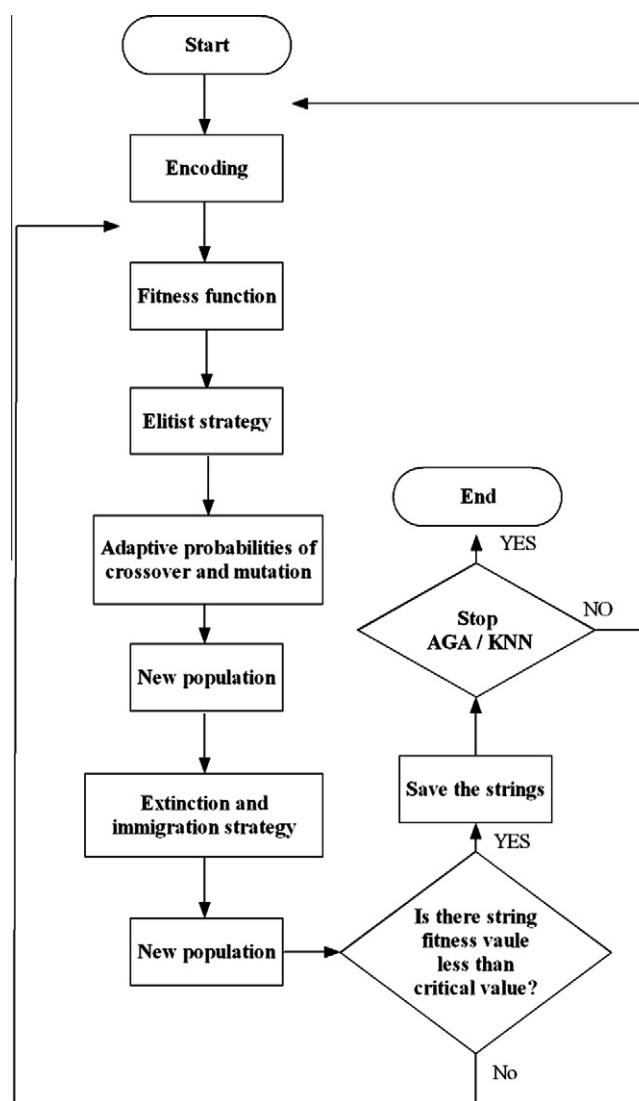 Start
Encoding
Fitness function
Elitist strategy
Adaptive probabilities of
crossover and mutation
New population
Extinction and
immigration strategy
New population
Is there string
fitness vaule
less than
critical value?
No
YES
Save the strings
Stop
AGA / KNN
NO
YES
End